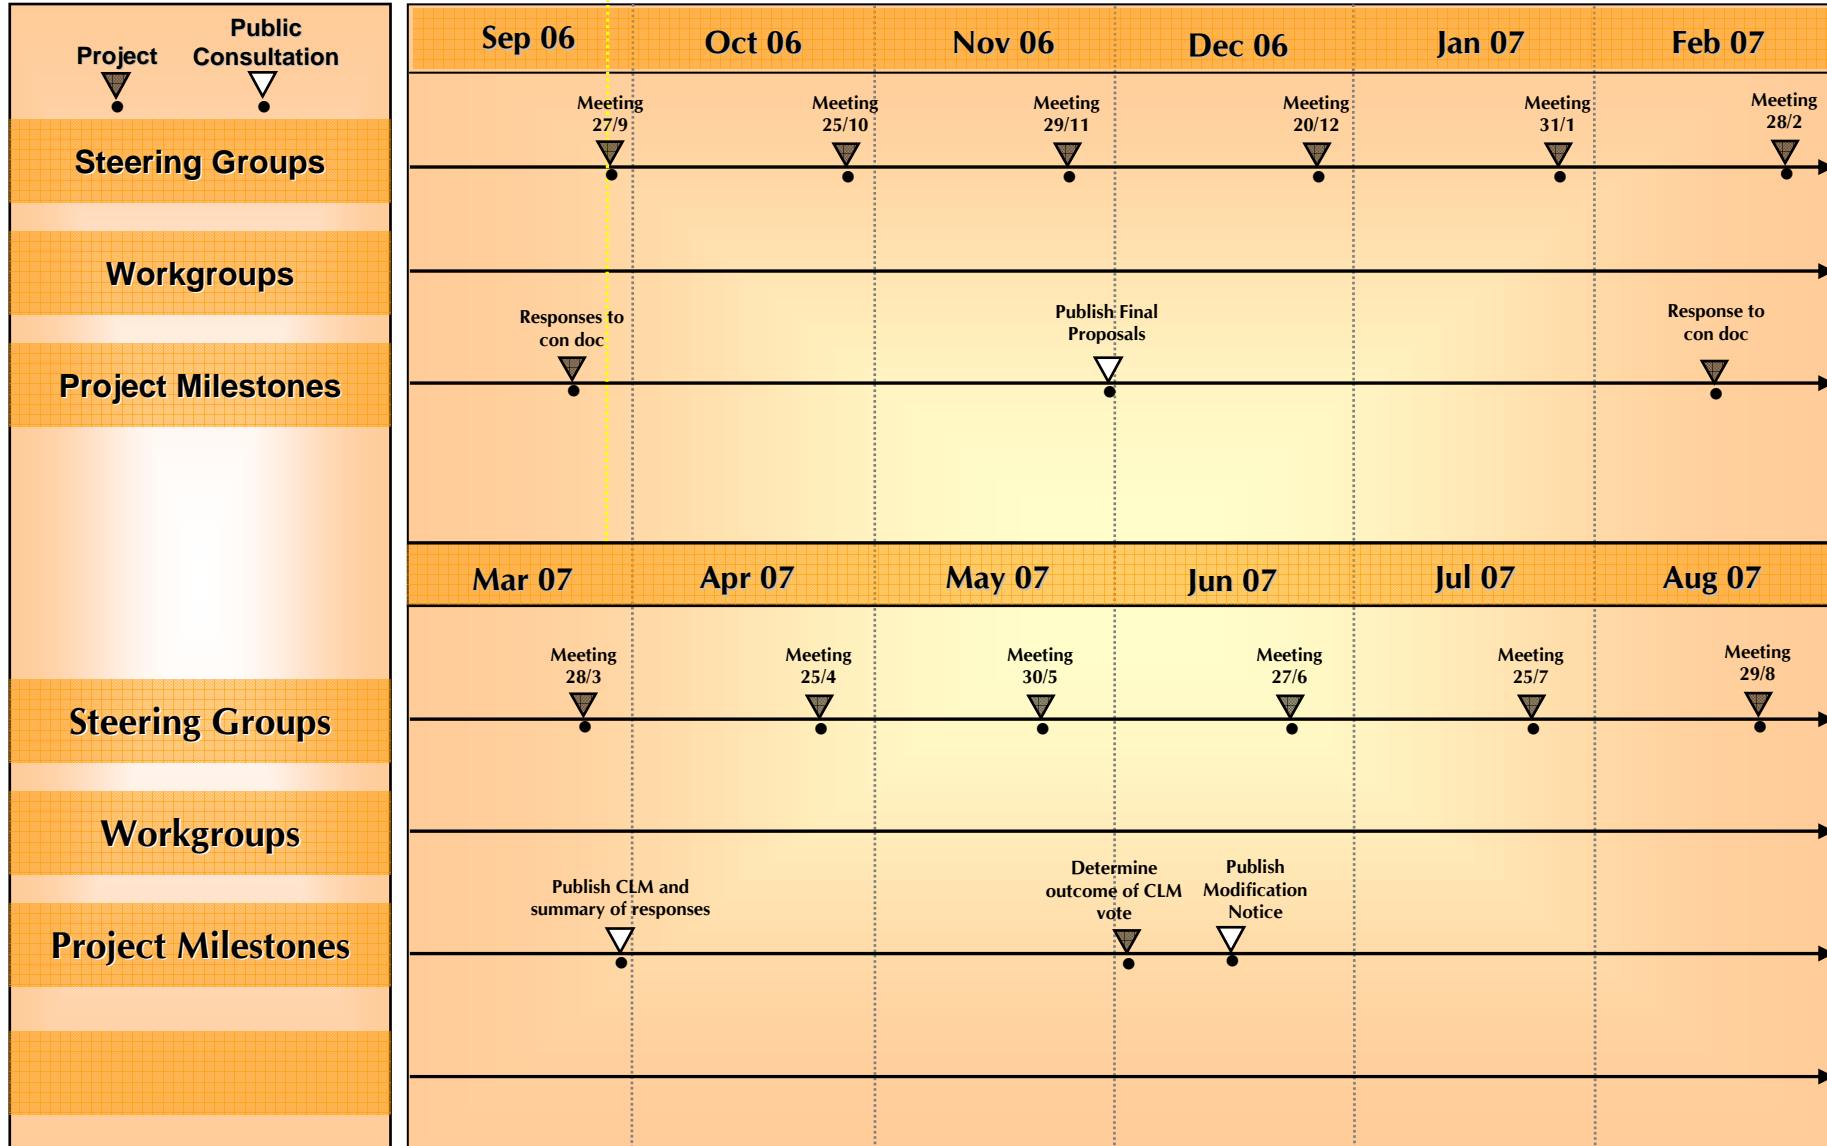 Project
Public
Consultation
Steering Groups
Workgroups
Project Milestones
Sep 06
Oct 06
Nov 06
Dec 06
Jan 07
Feb 07
Meeting
27/9
Meeting
25/10
Meeting
29/11
Meeting
20/12
Meeting
31/1
Meeting
28/2
Responses to
con doc
Publish Final
Proposals
Response to
con doc
Mar 07
Apr 07
May 07
Jun 07
Jul 07
Aug 07
Steering Groups
Meeting
28/3
Meeting
25/4
Meeting
30/5
Meeting
27/6
Meeting
25/7
Meeting
29/8
Workgroups
Project Milestones
Publish CLM and
summary of responses
Determine
outcome of CLM
vote
Publish
Modification
Notice